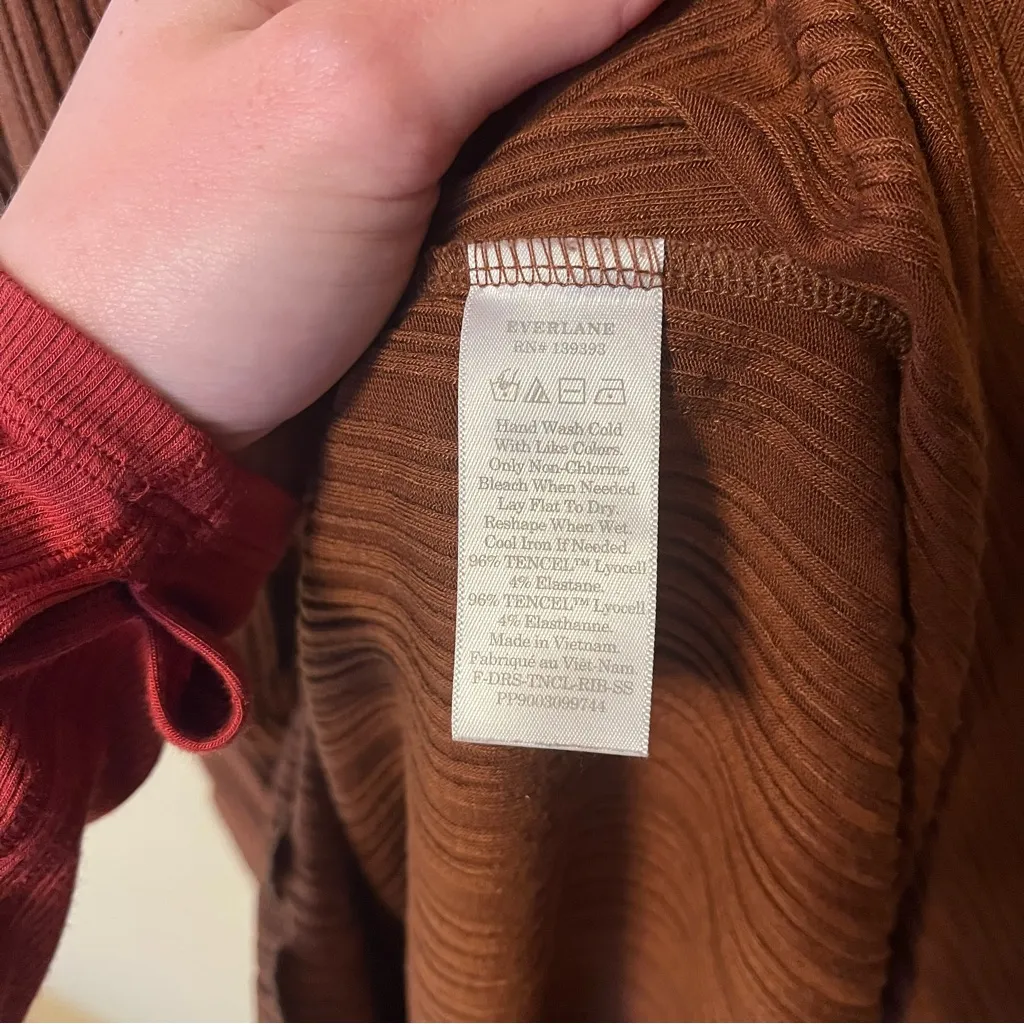 EVERLANE
RN# 139393
Hand Wash Cold
With Like Colors.
Only Non-Chlorine
Bleach When Needed.
Lay Flat To Dry
Reshape When Wet.
Cool Iron If Needed.
96% TENCEL™ Lyocell
4% Elastane.
96% TENCEL™ Lyocell
4% Elasthanne.
Made in Vietnam
Fabriqué au Viêt-Nam
F-DRS-TNCL-RIB-SS
PP9003099744